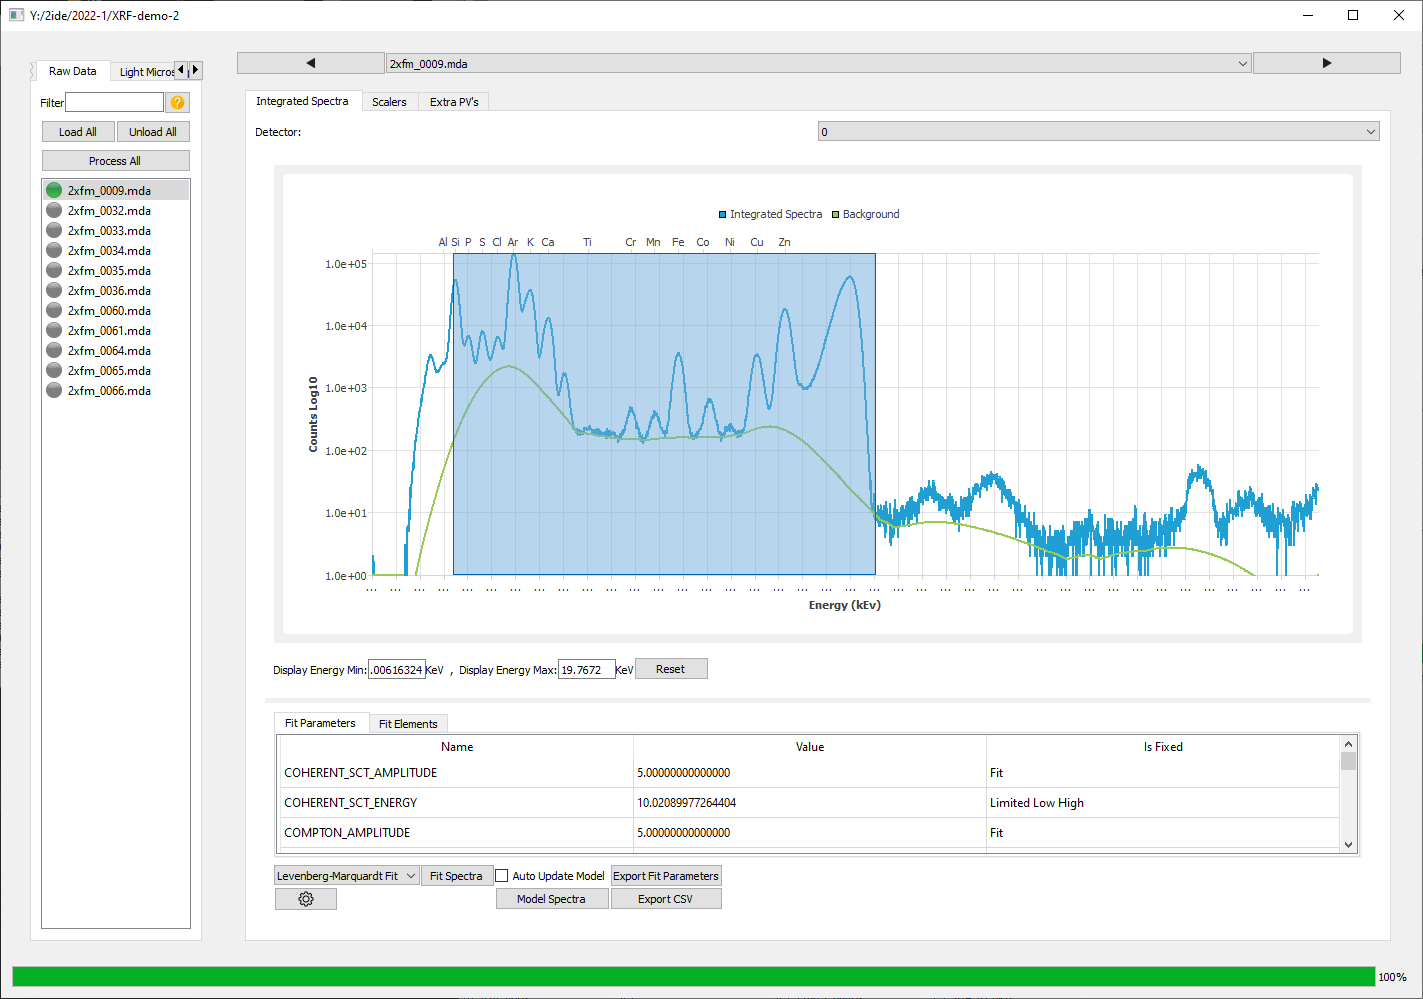 Y:/2ide/2022-1/XRF-demo-2
Raw Data
Light Micros
2xfm_0009.mda
Filter
Load All
Unload All
Process All
2xfm_0009.mda
2xfm_0032.mda
2xfm_0033.mda
2xfm_0034.mda
2xfm_0035.mda
2xfm_0036.mda
2xfm_0060.mda
2xfm_0061.mda
2xfm_0064.mda
2xfm_0065.mda
2xfm_0066.mda
Integrated Spectra
Scalers
Extra PV's
Detector:
0
Integrated Spectra
Background
Al Si P S Cl Ar K Ca Ti Cr Mn Fe Co Ni Cu Zn
1.0e+05
1.0e+04
1.0e+03
1.0e+02
1.0e+01
1.0e+00
Counts Log10
... ... ... ... ... ... ... ... ... ... ... ... ... ... ... ... ... ... ... ... ... ... ... ... ... ... ... ... ... ... ... ... ... ... ... ... ... ... ... ...
Energy (kEv)
Display Energy Min: .00616324 KeV , Display Energy Max: 19.7672 KeV Reset
Fit Parameters
Fit Elements
Name Value Is Fixed
COHERENT_SCT_AMPLITUDE 5.00000000000000 Fit
COHERENT_SCT_ENERGY 10.02089977264404 Limited Low High
COMPTON_AMPLITUDE 5.00000000000000 Fit
Levenberg-Marquardt Fit Fit Spectra Auto Update Model Export Fit Parameters
Model Spectra Export CSV
100%